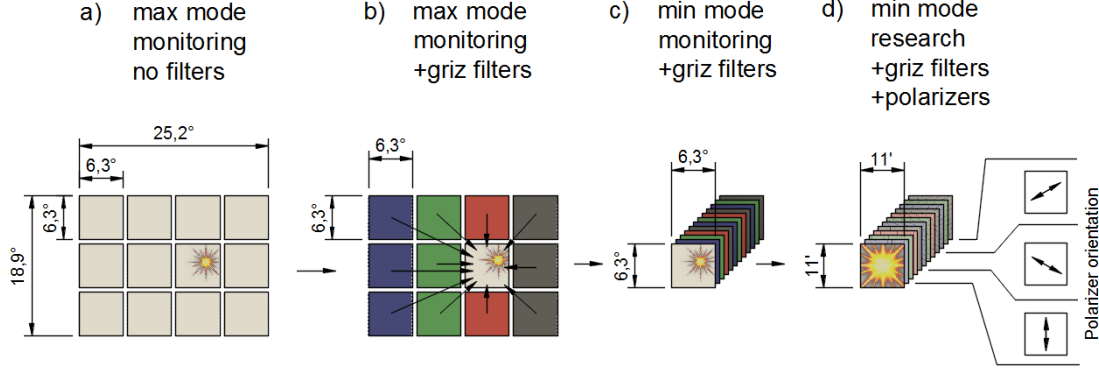 a) max mode
monitoring
no filters
b) max mode
monitoring
+griz filters
c) min mode
monitoring
+griz filters
d) min mode
research
+griz filters
+polarizers
25,2°
6,3°
6,3°
18,9°
6,3°
6,3°
6,3°
6,3°
11'
11'
Polarizer orientation